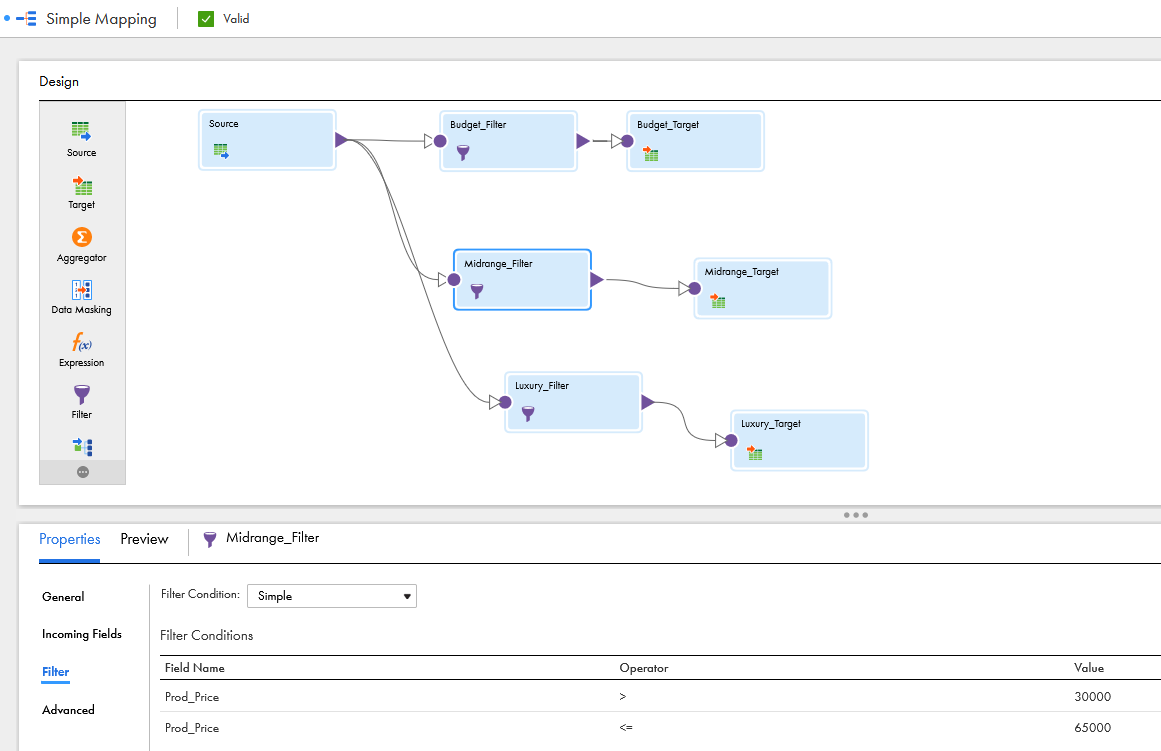 Simple Mapping
Valid
Design
Source
Target
Aggregator
Data Masking
Expression
Filter
Source
Budget_Filter
Budget_Target
Midrange_Filter
Midrange_Target
Luxury_Filter
Luxury_Target
Properties
Preview
Midrange_Filter
General
Incoming Fields
Filter
Advanced
Filter Condition: Simple
Filter Conditions
Field Name Operator Value
Prod_Price > 30000
Prod_Price <= 65000